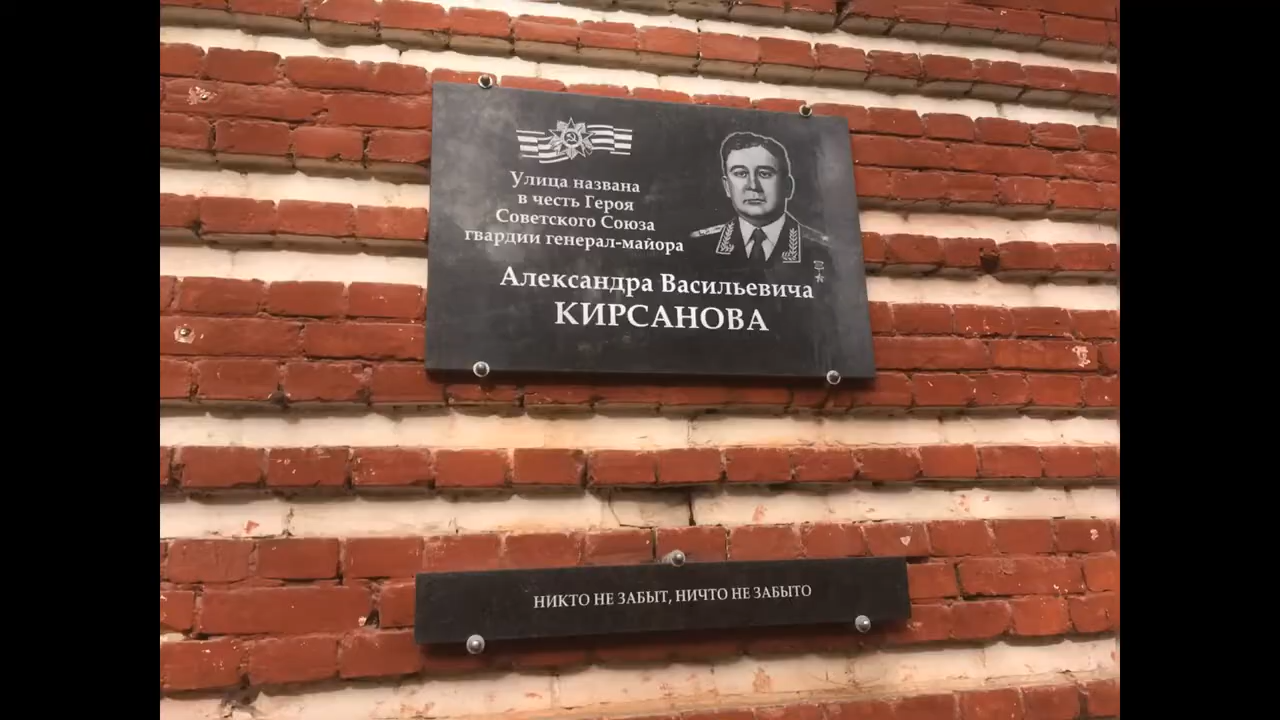 Улица названа
в честь Героя
Советского Союза
гвардии генерал-майора
Александра Васильевича
КИРСАНОВА
НИКТО НЕ ЗАБЫТ, НИЧТО НЕ ЗАБЫТО